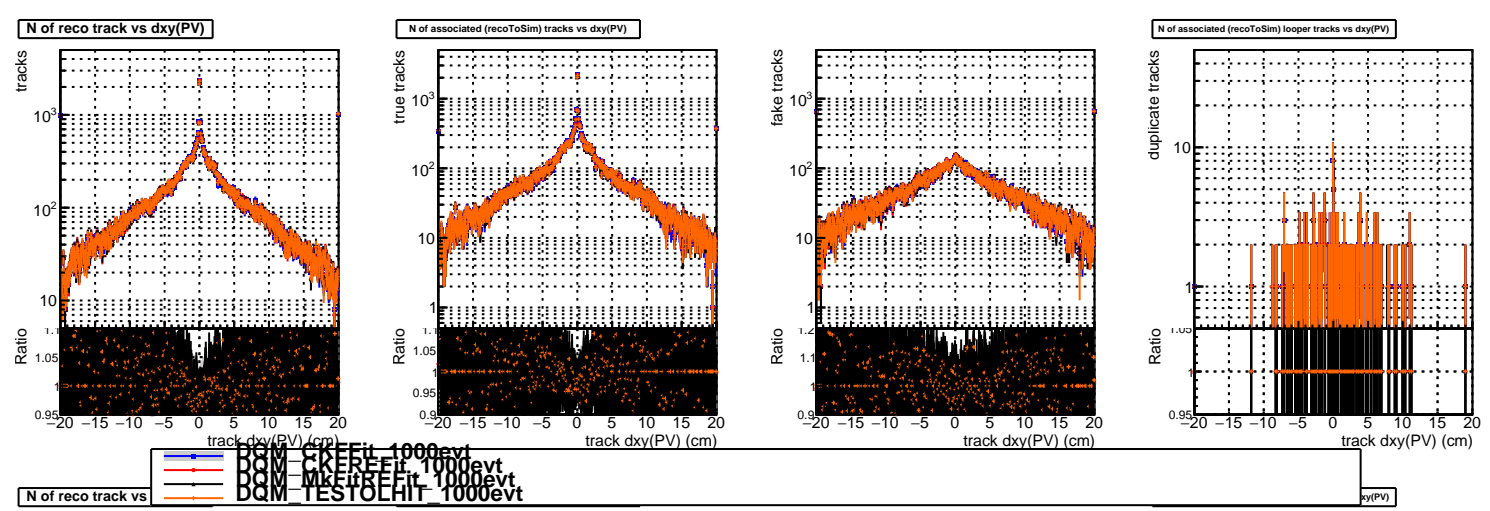 N of reco track vs dxy(PV)
tracks
10³
10²
10
Ratio
1.1
1.05
1
0.95
−20 −15 −10 −5 0 5 10 15 20
track dxy(PV) (cm)
N of associated (recoToSim) tracks vs dxy(PV)
true tracks
10³
10²
10
1
Ratio
1.1
1.05
1
0.95
0.9
−20 −15 −10 −5 0 5 10 15 20
track dxy(PV) (cm)
fake tracks
10³
10²
10
1
Ratio
1.2
1.1
1
0.9
−20 −15 −10 −5 0 5 10 15 20
track dxy(PV) (cm)
N of associated (recoToSim) looper tracks vs dxy(PV)
duplicate tracks
10
1
Ratio
1.05
1
0.95
−20 −15 −10 −5 0 5 10 15 20
track dxy(PV) (cm)
DQM_CKFFit_1000evt
DQM_CKFREFit_1000evt
DQM_MkFitREFit_1000evt
DQM_TESTOLHIT_1000evt
N of reco track vs
xy(PV)